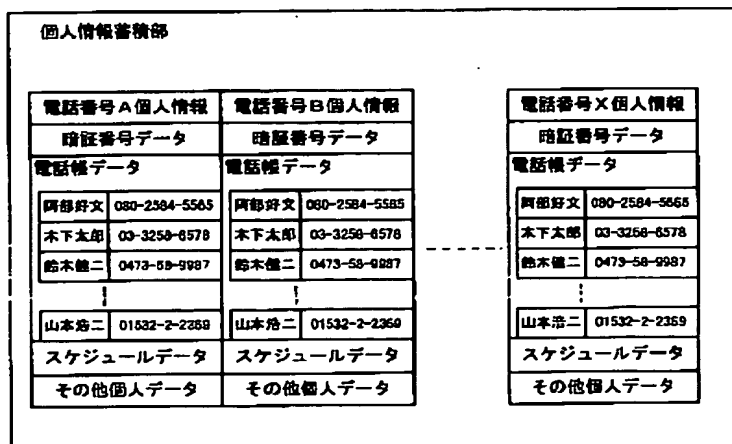 個人情報蓄積部
電話番号A個人情報 電話番号B個人情報 電話番号X個人情報
暗証番号データ 暗証番号データ 暗証番号データ
電話帳データ 電話帳データ 電話帳データ
阿部好文 080-2584-5565 阿部好文 080-2584-5585 阿部好文 090-2584-5565
木下太郎 03-3258-6578 木下太郎 03-3258-6578 木下太郎 03-3258-6578
鈴木健二 0473-58-9987 鈴木健二 0473-58-9987 鈴木健二 0473-58-9987
山本浩二 01532-2-2369 山本浩二 01532-2-2369 山本浩二 01532-2-2359
スケジュールデータ スケジュールデータ スケジュールデータ
その他個人データ その他個人データ その他個人データ